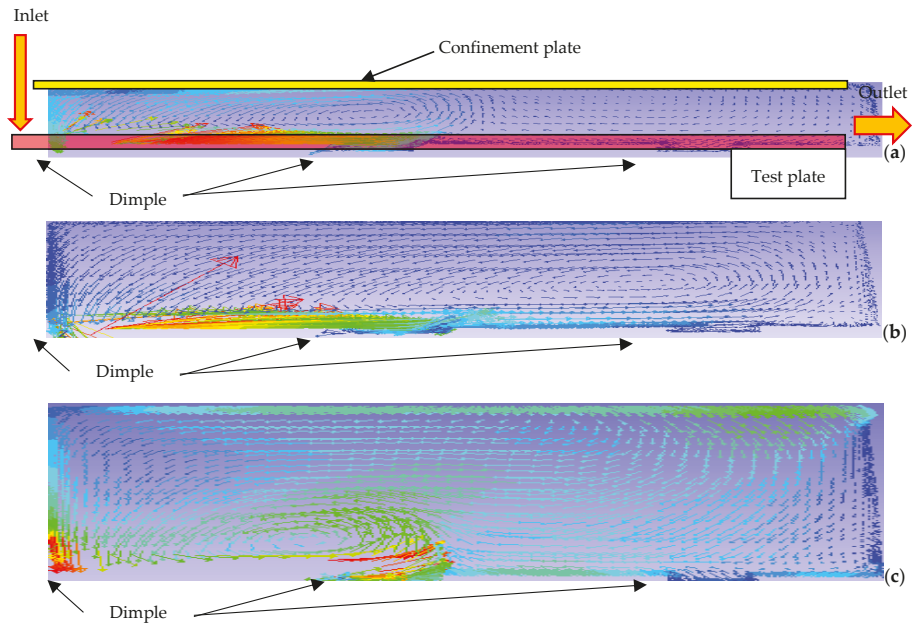 Inlet
Confinement plate
Outlet
(a)
Dimple
Test plate
(b)
Dimple
(c)
Dimple